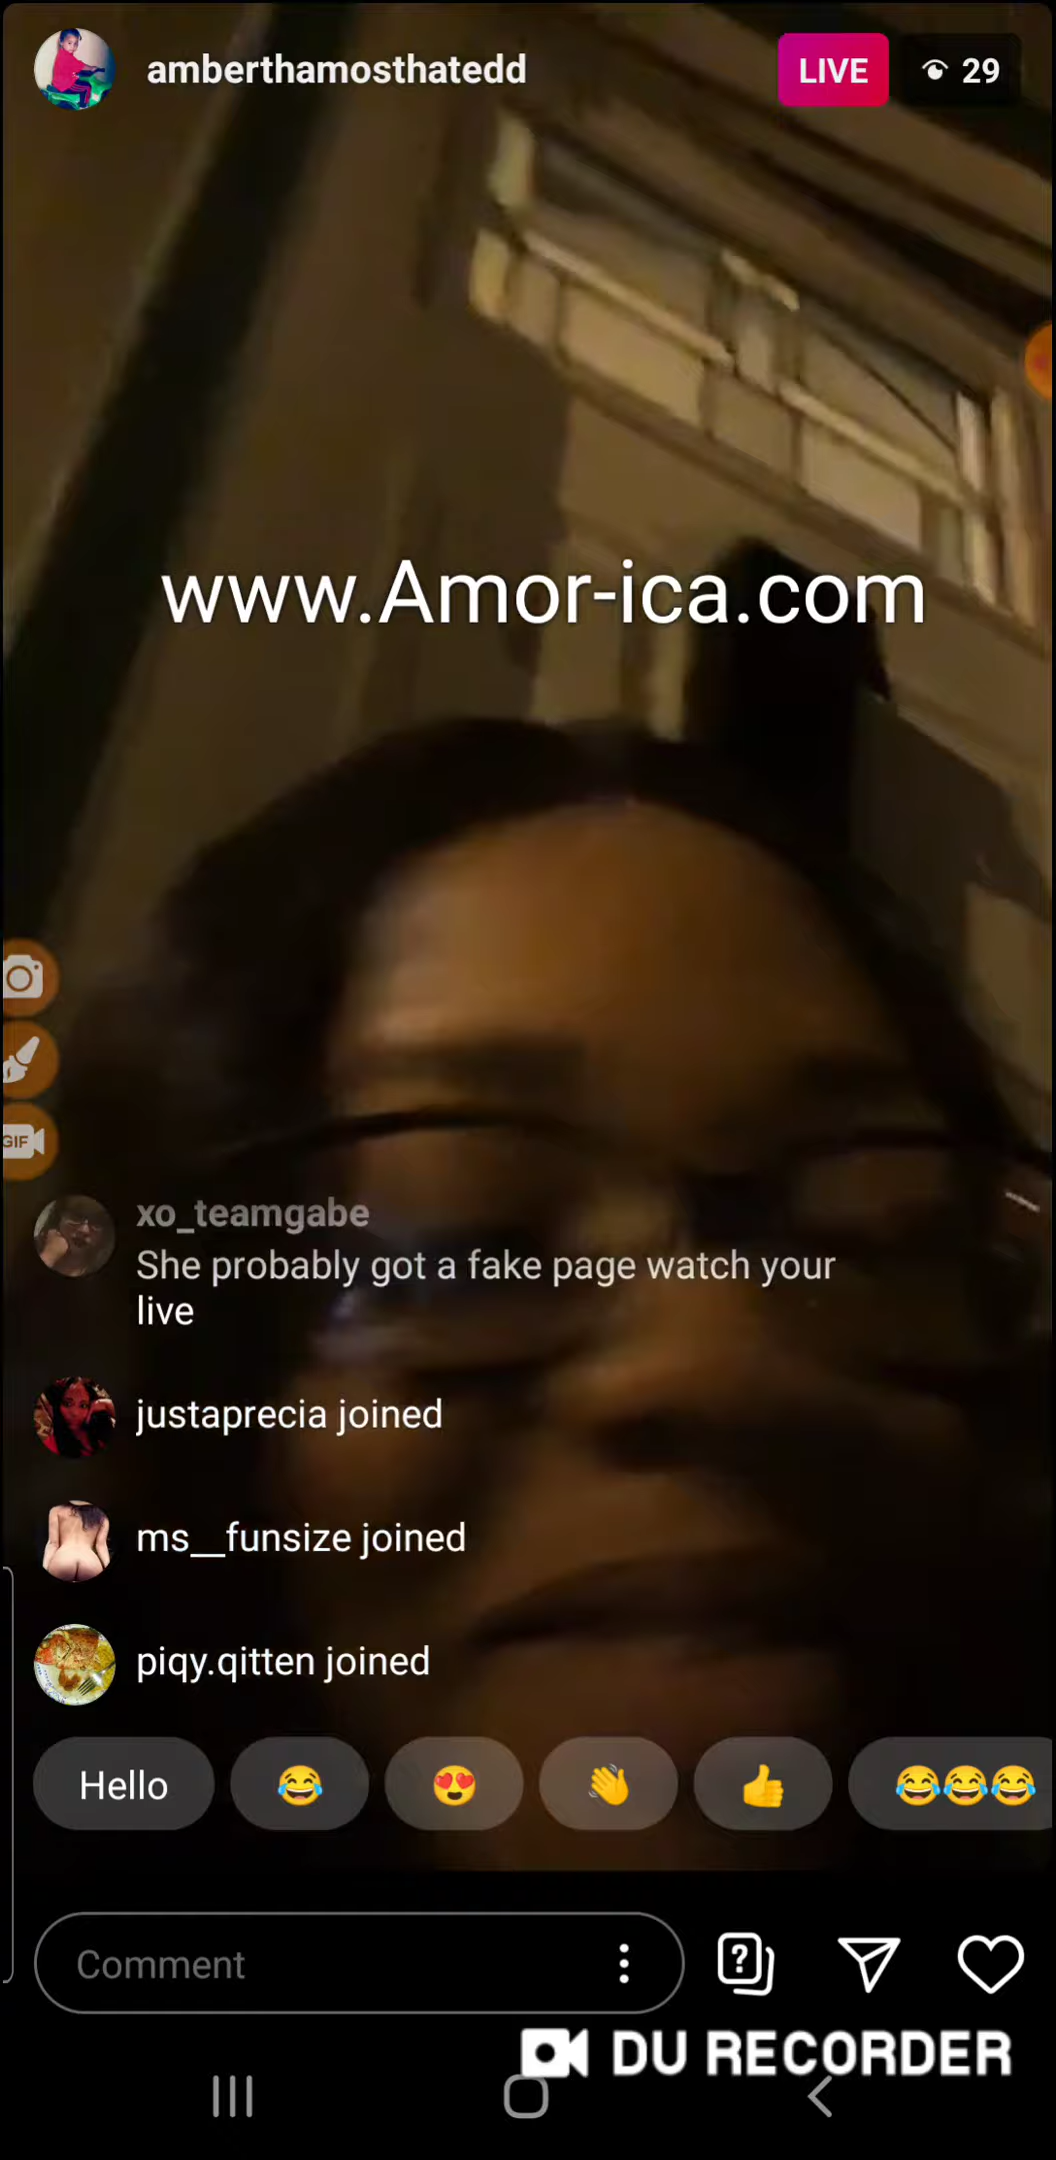 amberthamosthatedd
LIVE
29
www.Amor-ica.com
GIF
xo_teamgabe
She probably got a fake page watch your
live
justaprecia joined
ms__funsize joined
piqy.qitten joined
Hello
Comment
?
DU RECORDER